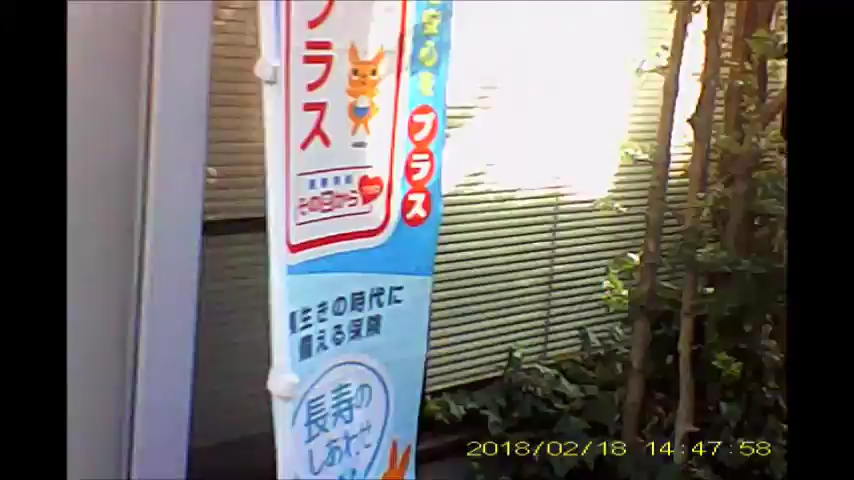 プラス
安心を
プラス
その日から
長生きの時代に
備える保険
長寿の
しあわせ
2018/02/18 14:47:58